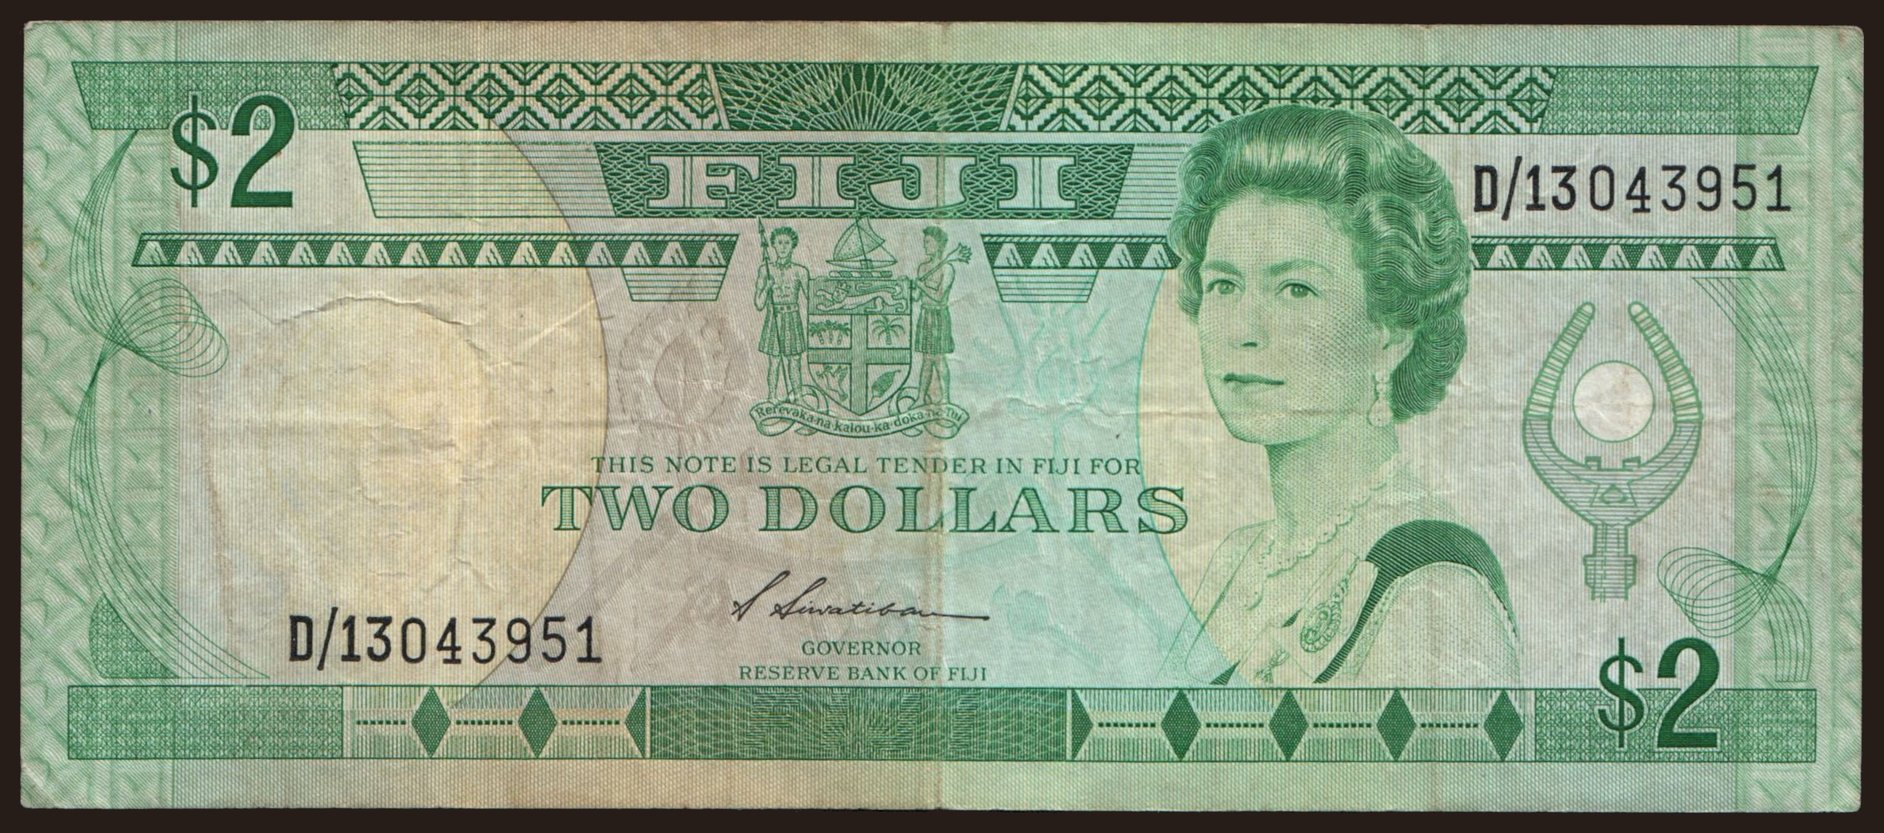 $2
FIJI
D/13043951
Rerevaka·na·kalou·ka·doka·na·Tui
THIS NOTE IS LEGAL TENDER IN FIJI FOR
TWO DOLLARS
S Siwatibau
D/13043951
GOVERNOR
RESERVE BANK OF FIJI
$2